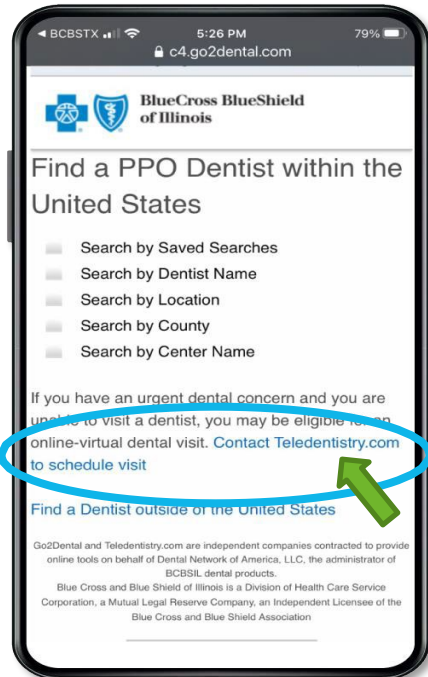 BCBSTX 5:26 PM 79%
c4.go2dental.com
BlueCross BlueShield
of Illinois
Find a PPO Dentist within the
United States
Search by Saved Searches
Search by Dentist Name
Search by Location
Search by County
Search by Center Name
If you have an urgent dental concern and you are
unable to visit a dentist, you may be eligible for an
online-virtual dental visit. Contact Teledentistry.com
to schedule visit
Find a Dentist outside of the United States
Go2Dental and Teledentistry.com are independent companies contracted to provide
online tools on behalf of Dental Network of America, LLC, the administrator of
BCBSIL dental products.
Blue Cross and Blue Shield of Illinois is a Division of Health Care Service
Corporation, a Mutual Legal Reserve Company, an Independent Licensee of the
Blue Cross and Blue Shield Association